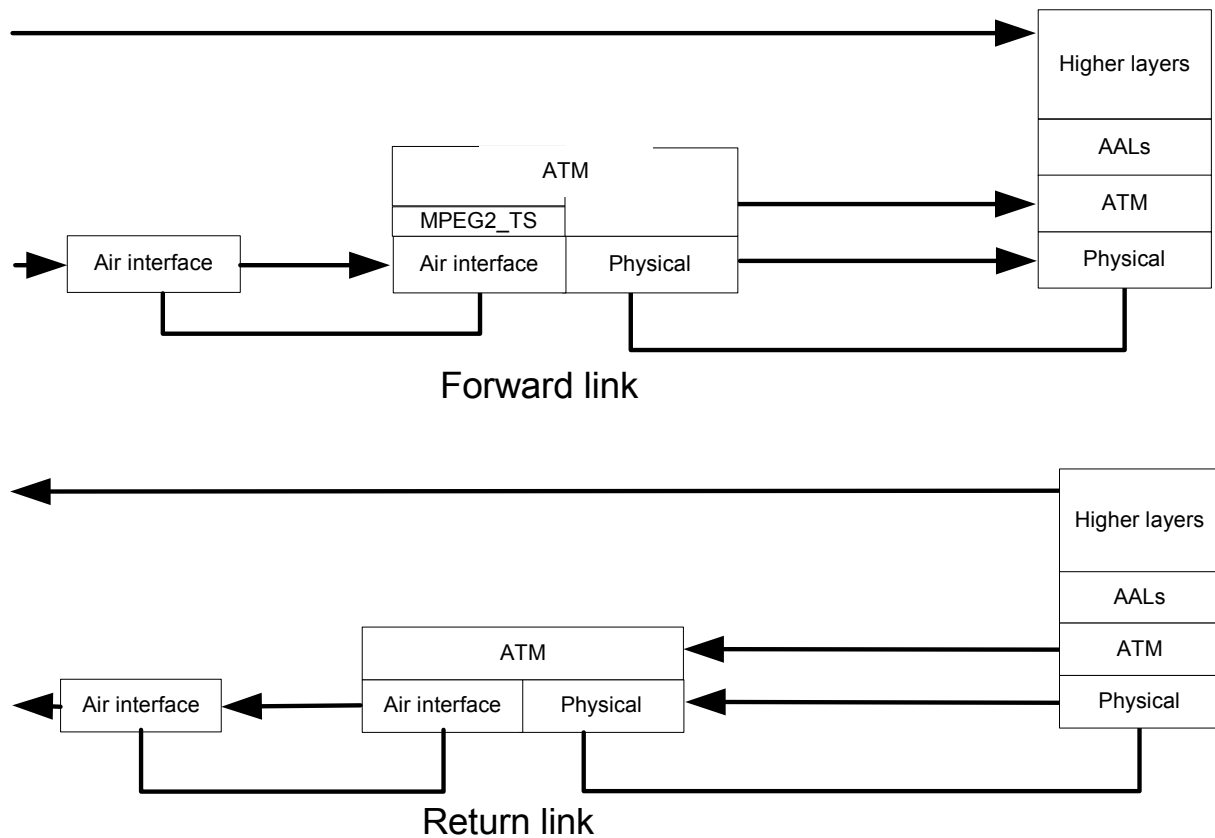 Higher layers
ATM
AALs
MPEG2_TS
ATM
Air interface
Air interface
Physical
Physical
Forward link
Higher layers
AALs
ATM
ATM
Air interface
Air interface
Physical
Physical
Return link